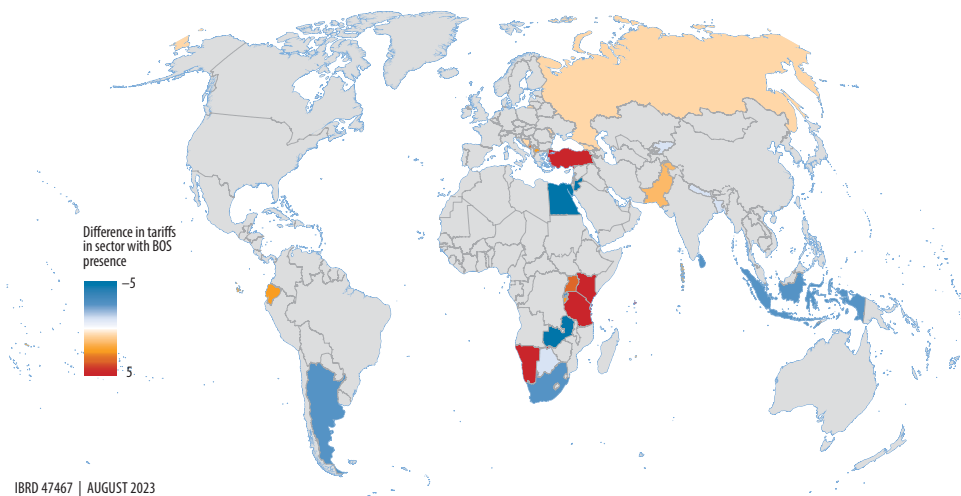 Difference in tariffs
in sector with BOS
presence
–5
5
IBRD 47467 | AUGUST 2023